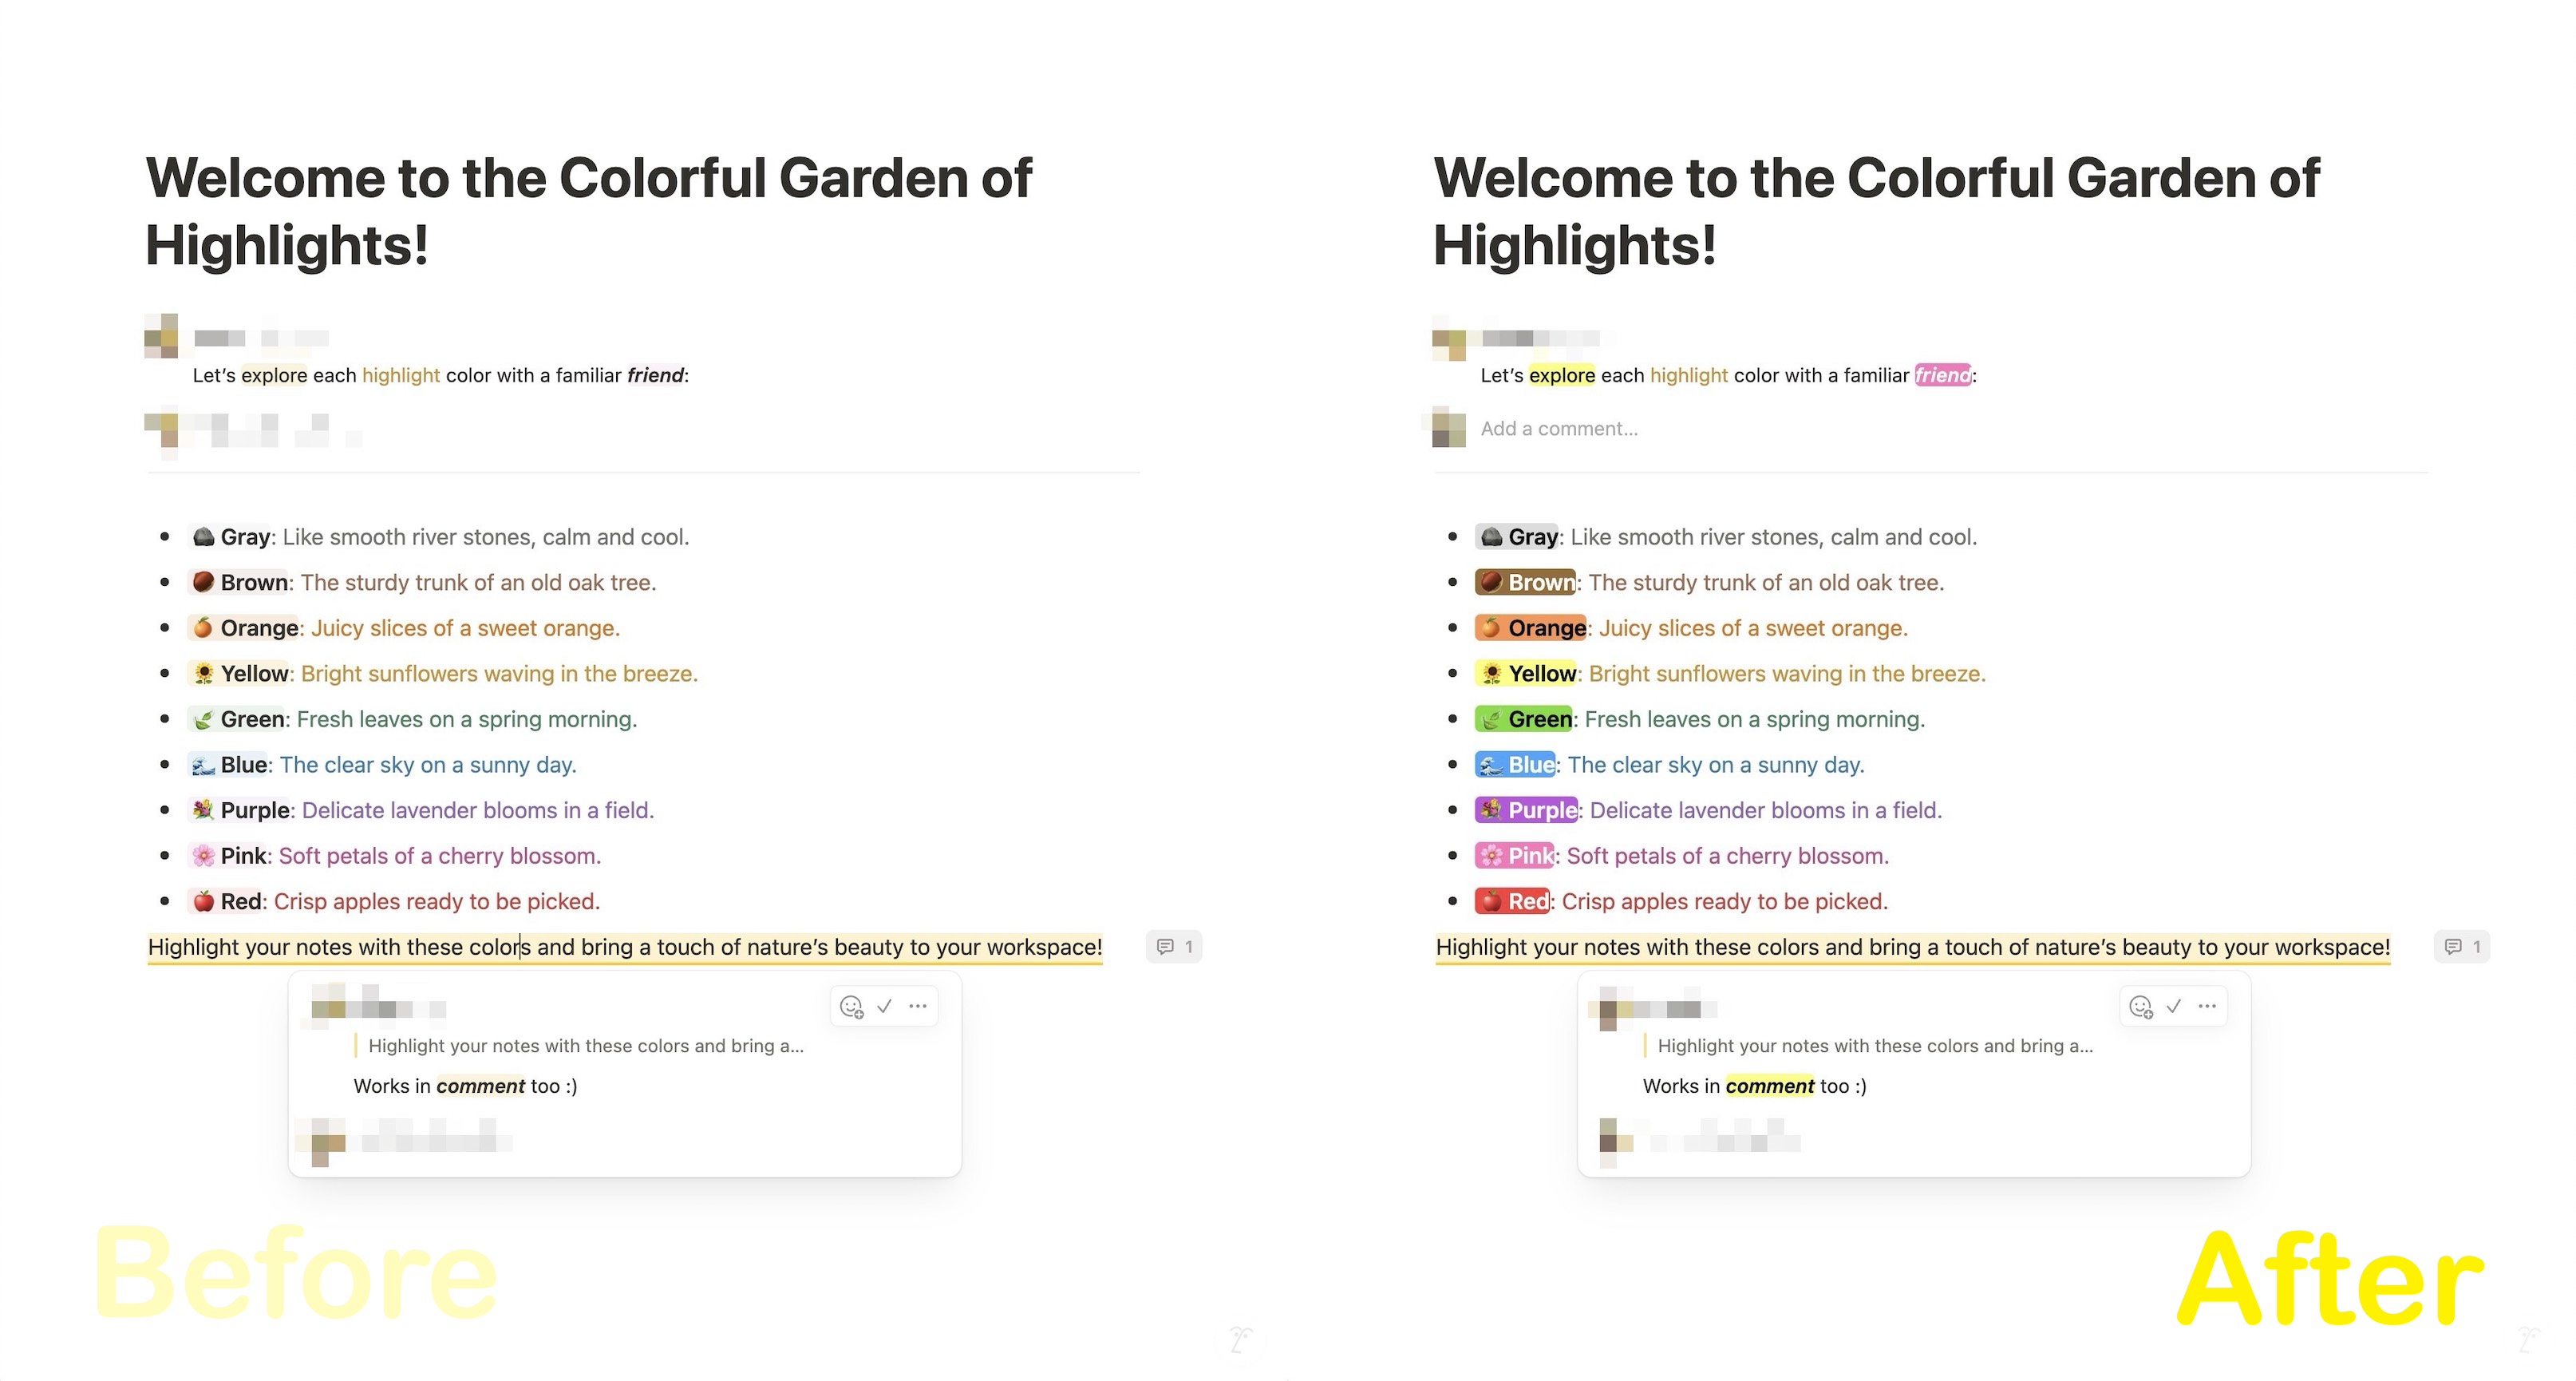 Welcome to the Colorful Garden of
Highlights!
Let’s explore each highlight color with a familiar friend:
Gray: Like smooth river stones, calm and cool.
Brown: The sturdy trunk of an old oak tree.
Orange: Juicy slices of a sweet orange.
Yellow: Bright sunflowers waving in the breeze.
Green: Fresh leaves on a spring morning.
Blue: The clear sky on a sunny day.
Purple: Delicate lavender blooms in a field.
Pink: Soft petals of a cherry blossom.
Red: Crisp apples ready to be picked.
Highlight your notes with these colors and bring a touch of nature’s beauty to your workspace!
1
Highlight your notes with these colors and bring a...
Works in comment too :)
Before
Welcome to the Colorful Garden of
Highlights!
Let’s explore each highlight color with a familiar friend:
Add a comment...
Gray: Like smooth river stones, calm and cool.
Brown: The sturdy trunk of an old oak tree.
Orange: Juicy slices of a sweet orange.
Yellow: Bright sunflowers waving in the breeze.
Green: Fresh leaves on a spring morning.
Blue: The clear sky on a sunny day.
Purple: Delicate lavender blooms in a field.
Pink: Soft petals of a cherry blossom.
Red: Crisp apples ready to be picked.
Highlight your notes with these colors and bring a touch of nature’s beauty to your workspace!
1
Highlight your notes with these colors and bring a...
Works in comment too :)
After